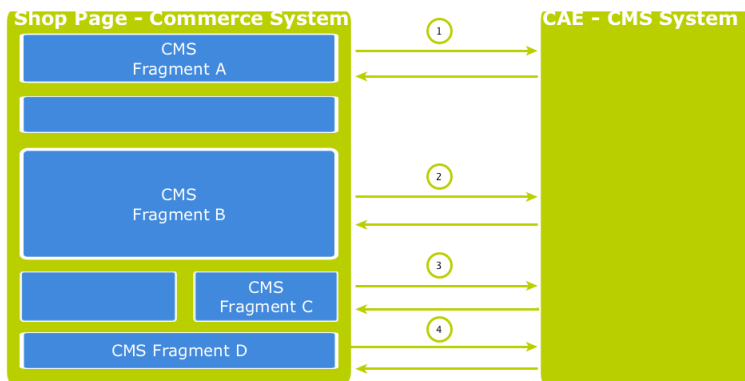 Shop Page - Commerce System
CAE - CMS System
CMS
Fragment A
1
CMS
Fragment B
2
CMS
Fragment C
3
CMS Fragment D
4